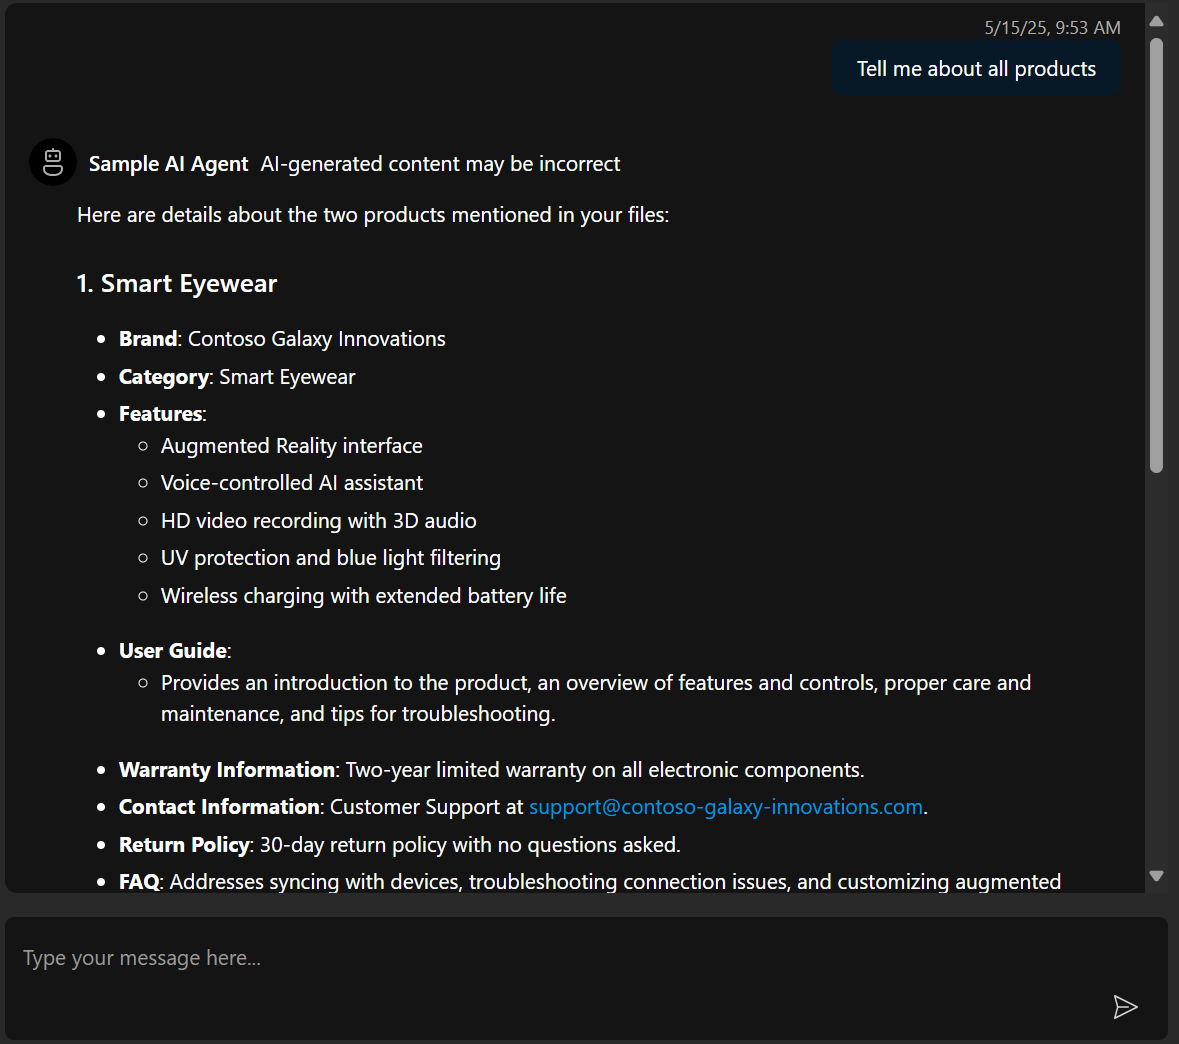 5/15/25, 9:53 AM
Tell me about all products
Sample AI Agent AI-generated content may be incorrect
Here are details about the two products mentioned in your files:
1. Smart Eyewear
• Brand: Contoso Galaxy Innovations
• Category: Smart Eyewear
• Features:
○ Augmented Reality interface
○ Voice-controlled AI assistant
○ HD video recording with 3D audio
○ UV protection and blue light filtering
○ Wireless charging with extended battery life
• User Guide:
○ Provides an introduction to the product, an overview of features and controls, proper care and
maintenance, and tips for troubleshooting.
• Warranty Information: Two-year limited warranty on all electronic components.
• Contact Information: Customer Support at support@contoso-galaxy-innovations.com.
• Return Policy: 30-day return policy with no questions asked.
• FAQ: Addresses syncing with devices, troubleshooting connection issues, and customizing augmented
Type your message here...